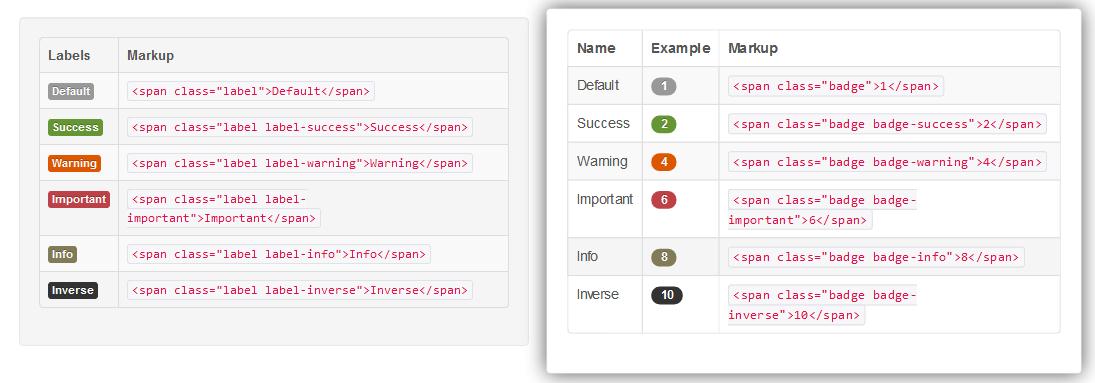 Labels Markup
Default <span class="label">Default</span>
Success <span class="label label-success">Success</span>
Warning <span class="label label-warning">Warning</span>
Important <span class="label label-
important">Important</span>
Info <span class="label label-info">Info</span>
Inverse <span class="label label-inverse">Inverse</span>
Name Example Markup
Default 1 <span class="badge">1</span>
Success 2 <span class="badge badge-success">2</span>
Warning 4 <span class="badge badge-warning">4</span>
Important 6 <span class="badge badge-
important">6</span>
Info 8 <span class="badge badge-info">8</span>
Inverse 10 <span class="badge badge-
inverse">10</span>